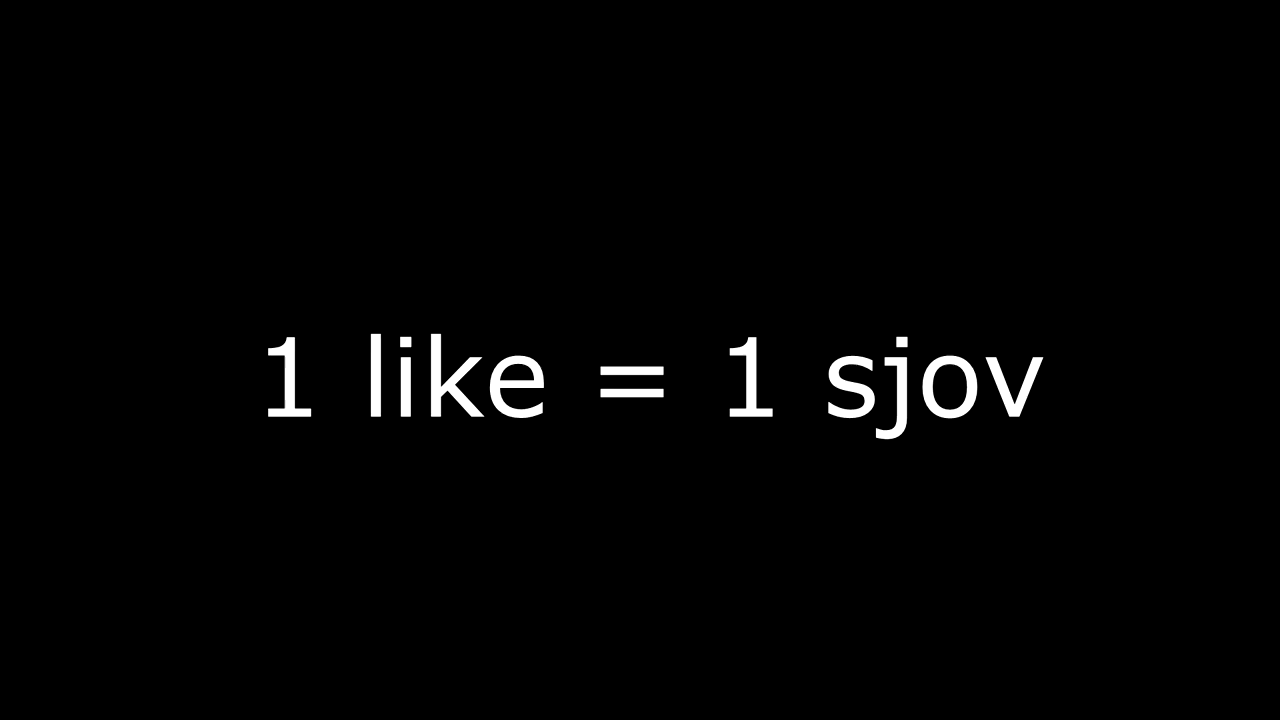 1 like = 1 sjov